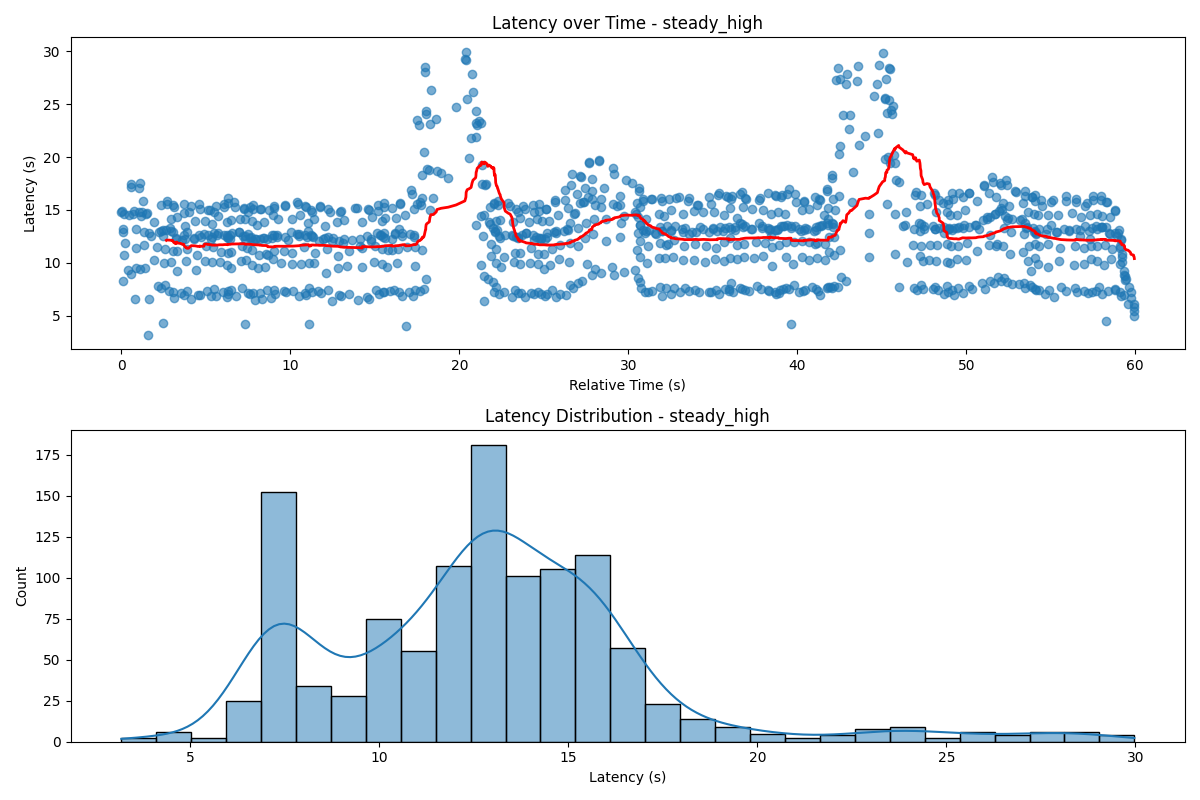 Latency over Time - steady_high
30
25
20
15
10
5
Latency (s)
0 10 20 30 40 50 60
Relative Time (s)
Latency Distribution - steady_high
175
150
125
100
75
50
25
0
Count
5 10 15 20 25 30
Latency (s)